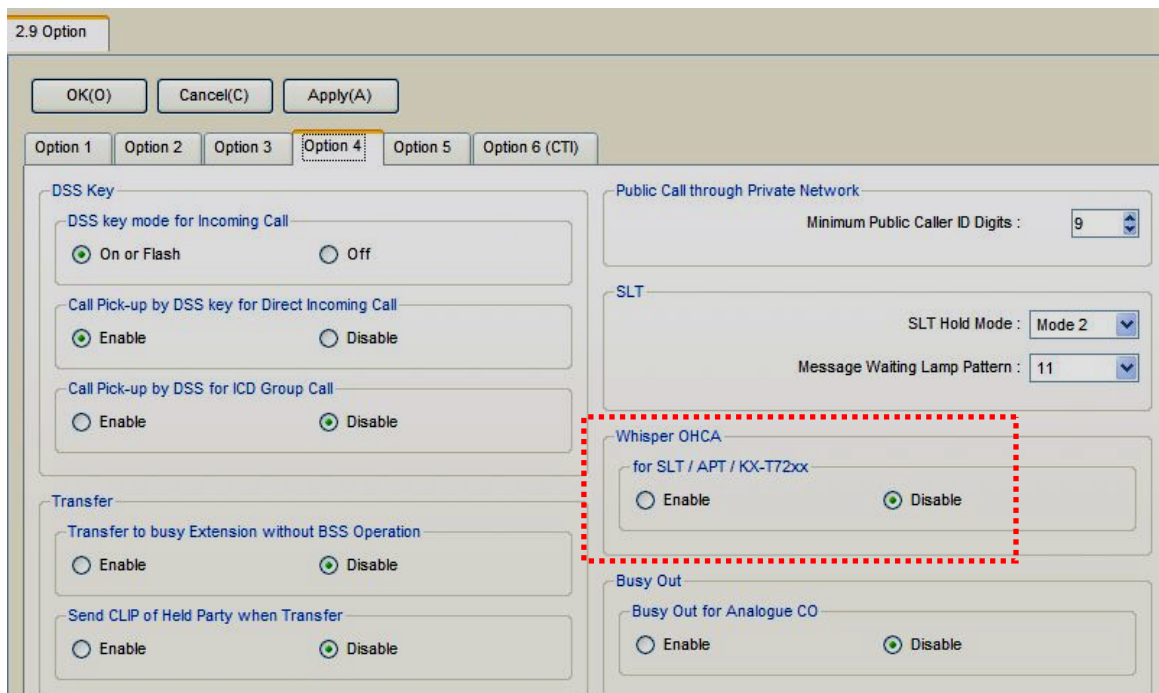 2.9 Option
OK(O) Cancel(C) Apply(A)
Option 1 Option 2 Option 3 Option 4 Option 5 Option 6 (CTI)
DSS Key
DSS key mode for Incoming Call
On or Flash Off
Call Pick-up by DSS key for Direct Incoming Call
Enable Disable
Call Pick-up by DSS for ICD Group Call
Enable Disable
Transfer
Transfer to busy Extension without BSS Operation
Enable Disable
Send CLIP of Held Party when Transfer
Enable Disable
Public Call through Private Network
Minimum Public Caller ID Digits : 9
SLT
SLT Hold Mode : Mode 2
Message Waiting Lamp Pattern : 11
Whisper OHCA
for SLT / APT / KX-T72xx
Enable Disable
Busy Out
Busy Out for Analogue CO
Enable Disable